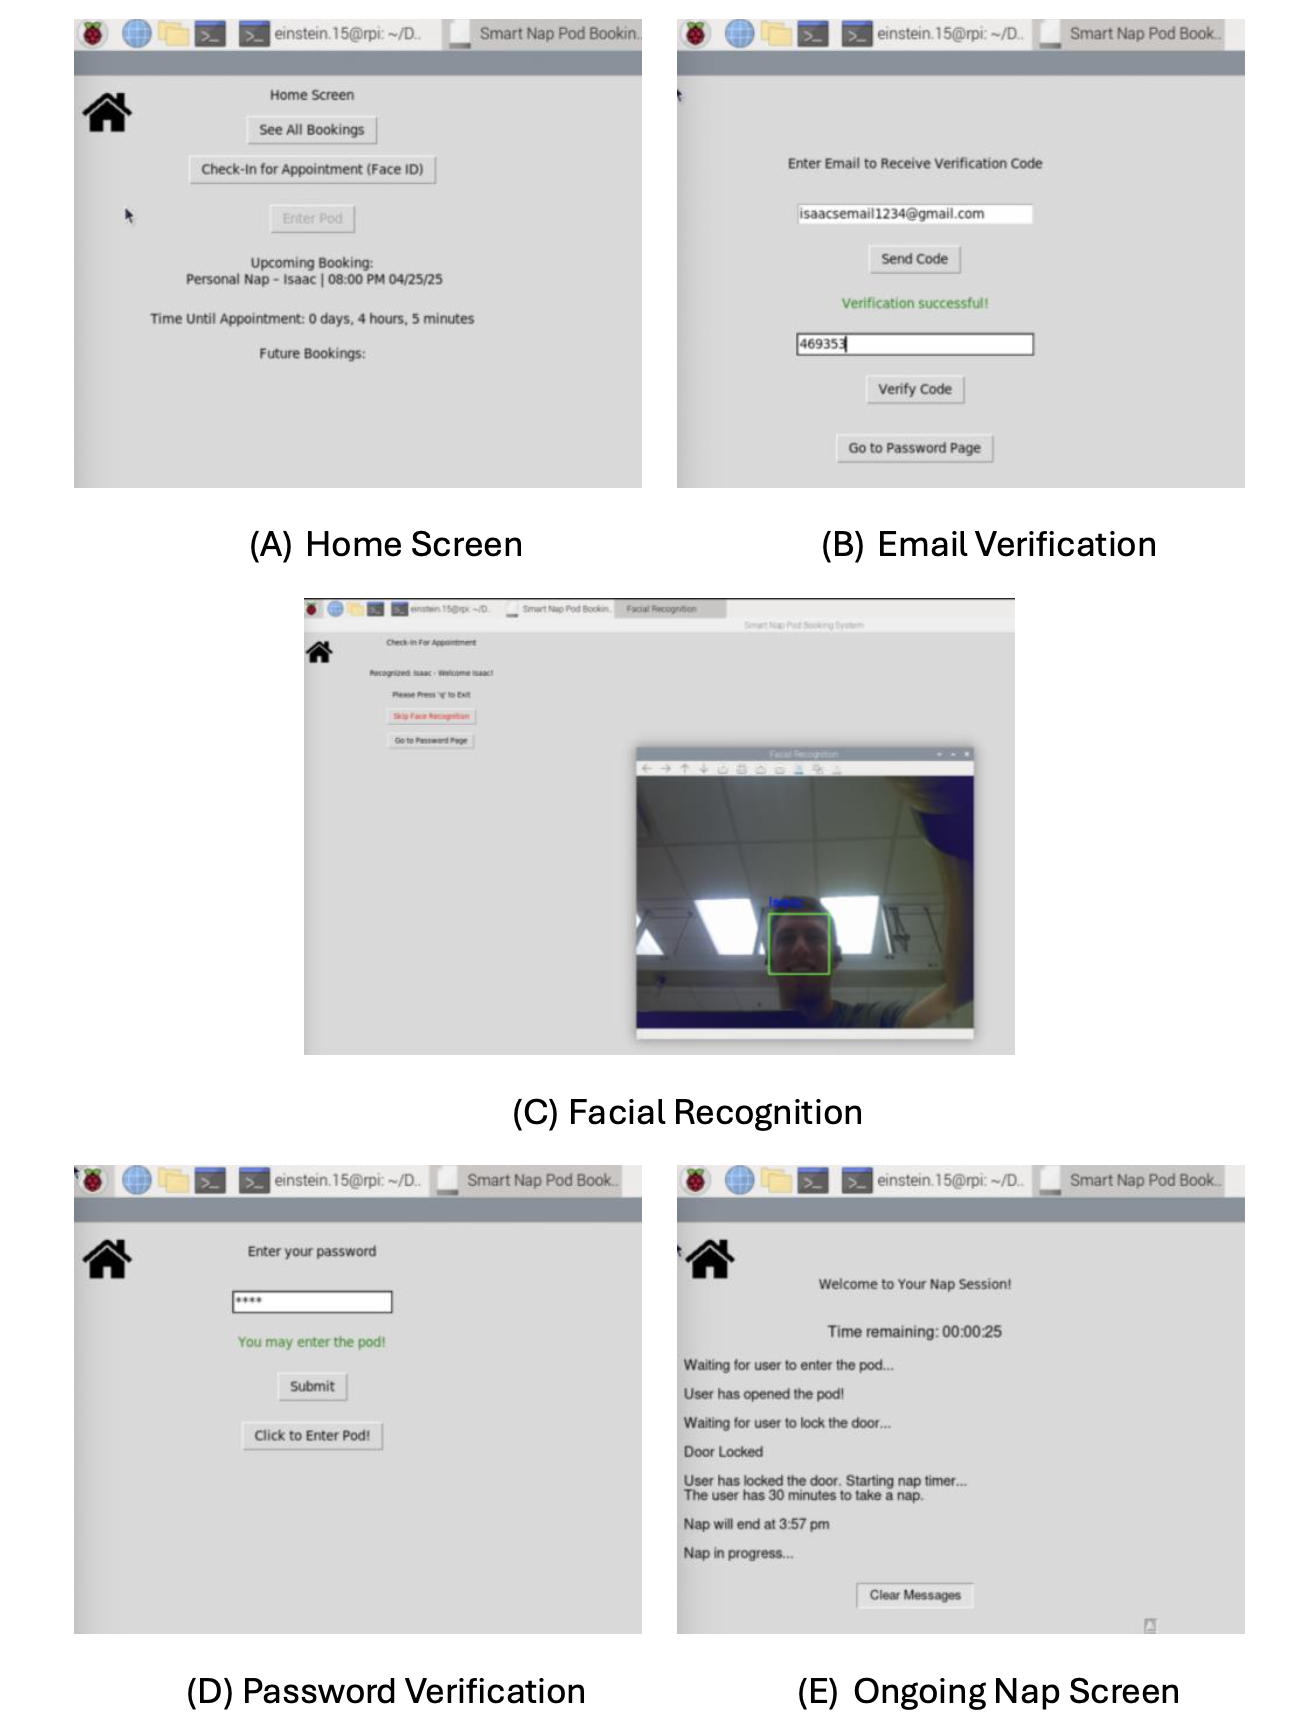 einstein.15@rpi: ~/D.. Smart Nap Pod Bookin..
Home Screen
See All Bookings
Check-In for Appointment (Face ID)
Enter Pod
Upcoming Booking:
Personal Nap - Isaac | 08:00 PM 04/25/25
Time Until Appointment: 0 days, 4 hours, 5 minutes
Future Bookings:
(A) Home Screen
einstein.15@rpi: ~/D.. Smart Nap Pod Book..
Enter Email to Receive Verification Code
isaacsemail1234@gmail.com
Send Code
Verification successful!
469353
Verify Code
Go to Password Page
(B) Email Verification
einstein.15@rpi: ~/D.. Smart Nap Pod Bookin.. Facial Recognition
Smart Nap Pod Booking System
Check-In For Appointment
Recognized: Isaac - Welcome Isaac!
Please Press 'q' to Exit
Skip Face Recognition
Go to Password Page
Facial Recognition
Isaac
(C) Facial Recognition
einstein.15@rpi: ~/D.. Smart Nap Pod Book..
Enter your password
****
You may enter the pod!
Submit
Click to Enter Pod!
(D) Password Verification
einstein.15@rpi: ~/D.. Smart Nap Pod Book..
Welcome to Your Nap Session!
Time remaining: 00:00:25
Waiting for user to enter the pod...
User has opened the pod!
Waiting for user to lock the door...
Door Locked
User has locked the door. Starting nap timer...
The user has 30 minutes to take a nap.
Nap will end at 3:57 pm
Nap in progress...
Clear Messages
(E) Ongoing Nap Screen